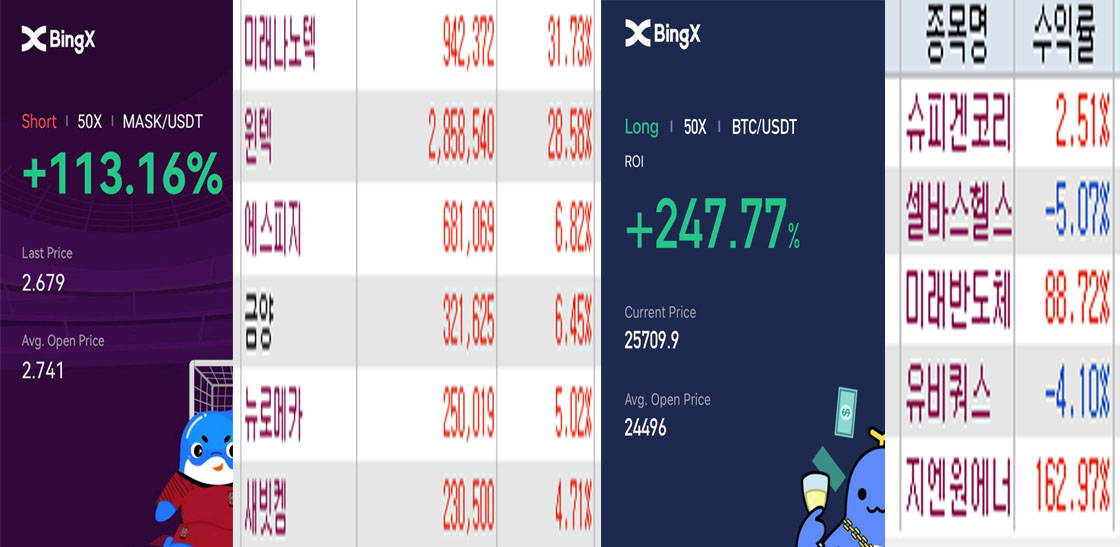 BingX
Short | 50X | MASK/USDT
+113.16%
Last Price
2.679
Avg. Open Price
2.741
미래나노텍 942,372 31.73%
윈텍 2,858,540 28.58%
에스피지 681,069 6.82%
금양 321,625 6.45%
뉴로메카 250,019 5.02%
새빗켐 230,500 4.71%
BingX
Long | 50X | BTC/USDT
ROI
+247.77%
Current Price
25709.9
Avg. Open Price
24496
종목명 수익률
슈피겐코리 2.51%
셀바스헬스 -5.07%
미래반도체 88.72%
유비쿼스 -4.10%
지엔원에너 162.97%